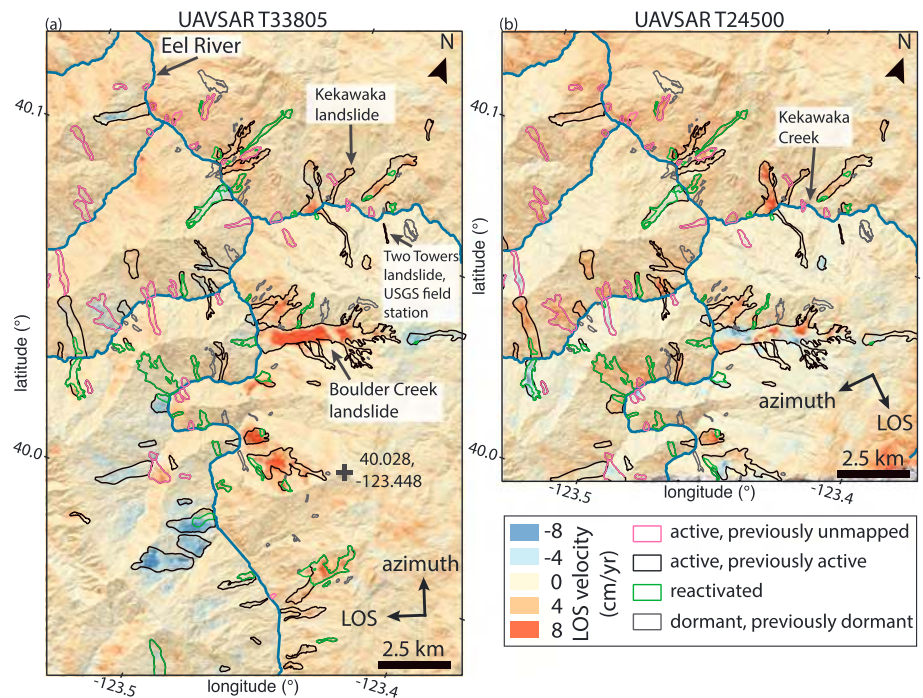 (a)
UAVSAR T33805
Eel River
N
Kekawaka
landslide
40.1
Two Towers
landslide,
USGS field
station
latitude (°)
Boulder Creek
landslide
40.0
40.028,
-123.448
azimuth
LOS
2.5 km
-123.5
longitude (°)
-123.4
(b)
UAVSAR T24500
N
40.1
Kekawaka
Creek
latitude (°)
azimuth
LOS
40.0
2.5 km
-123.5
longitude (°)
-123.4
-8
-4
0
4
8
LOS velocity
(cm/yr)
active, previously unmapped
active, previously active
reactivated
dormant, previously dormant